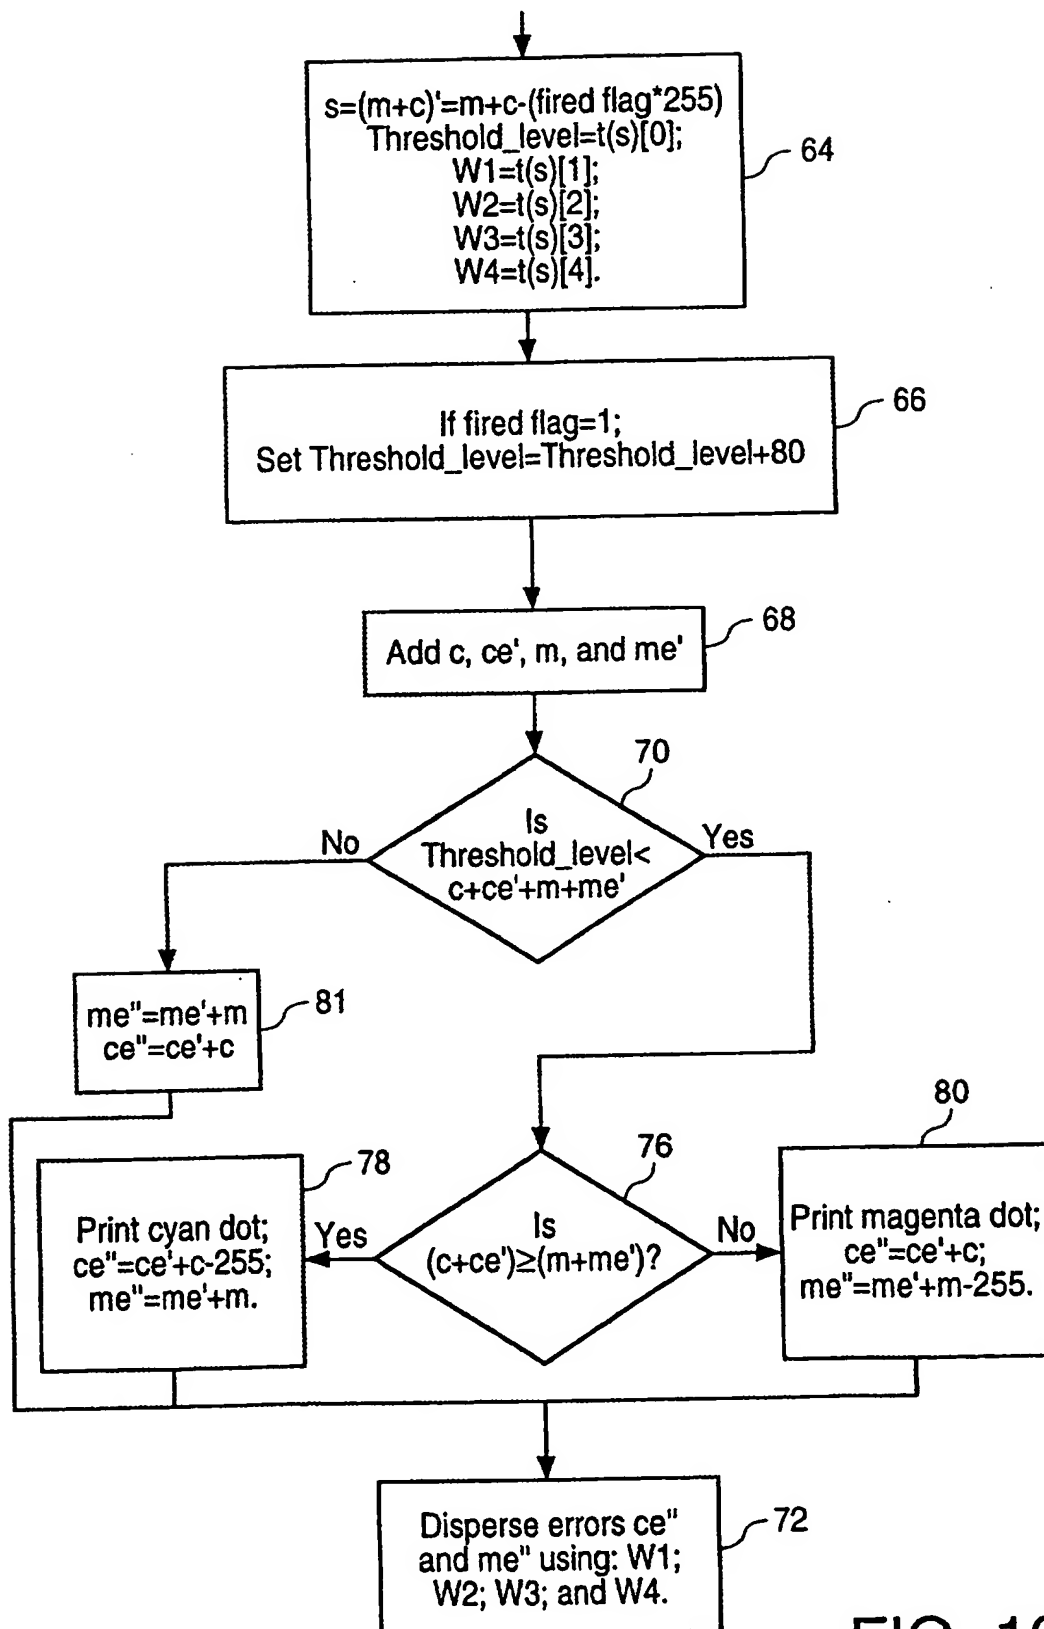 s=(m+c)'=m+c-(fired flag*255)
Threshold_level=t(s)[0];
W1=t(s)[1];
W2=t(s)[2];
W3=t(s)[3];
W4=t(s)[4].
64
If fired flag=1;
Set Threshold_level=Threshold_level+80
66
Add c, ce', m, and me'
68
70
Is
Threshold_level<
c+ce'+m+me'
No
Yes
me"=me'+m
ce"=ce'+c
81
80
78
Print cyan dot;
ce"=ce'+c-255;
me"=me'+m.
Yes
76
Is
(c+ce')≥(m+me')?
No
Print magenta dot;
ce"=ce'+c;
me"=me'+m-255.
Disperse errors ce"
and me" using: W1;
W2; W3; and W4.
72
FIG.